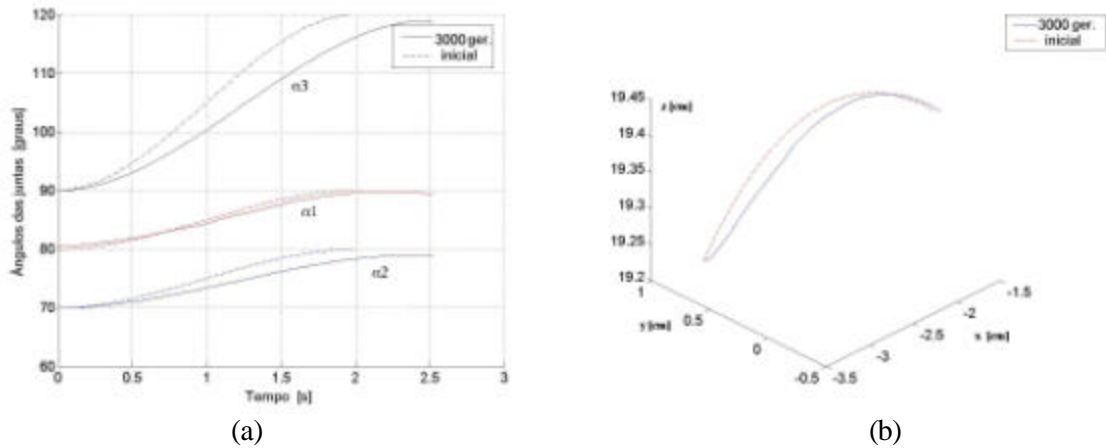 120
110
100
90
80
70
60
0
0.5
1
1.5
2
2.5
3
Ângulos das juntas [graus]
Tempo [s]
3000 ger.
inicial
α3
α1
α2
(a)
3000 ger.
inicial
z [cm]
19.45
19.4
19.35
19.3
19.25
19.2
1
0.5
0
-0.5
y [cm]
-3.5
-3
-2.5
-2
-1.5
x [cm]
(b)